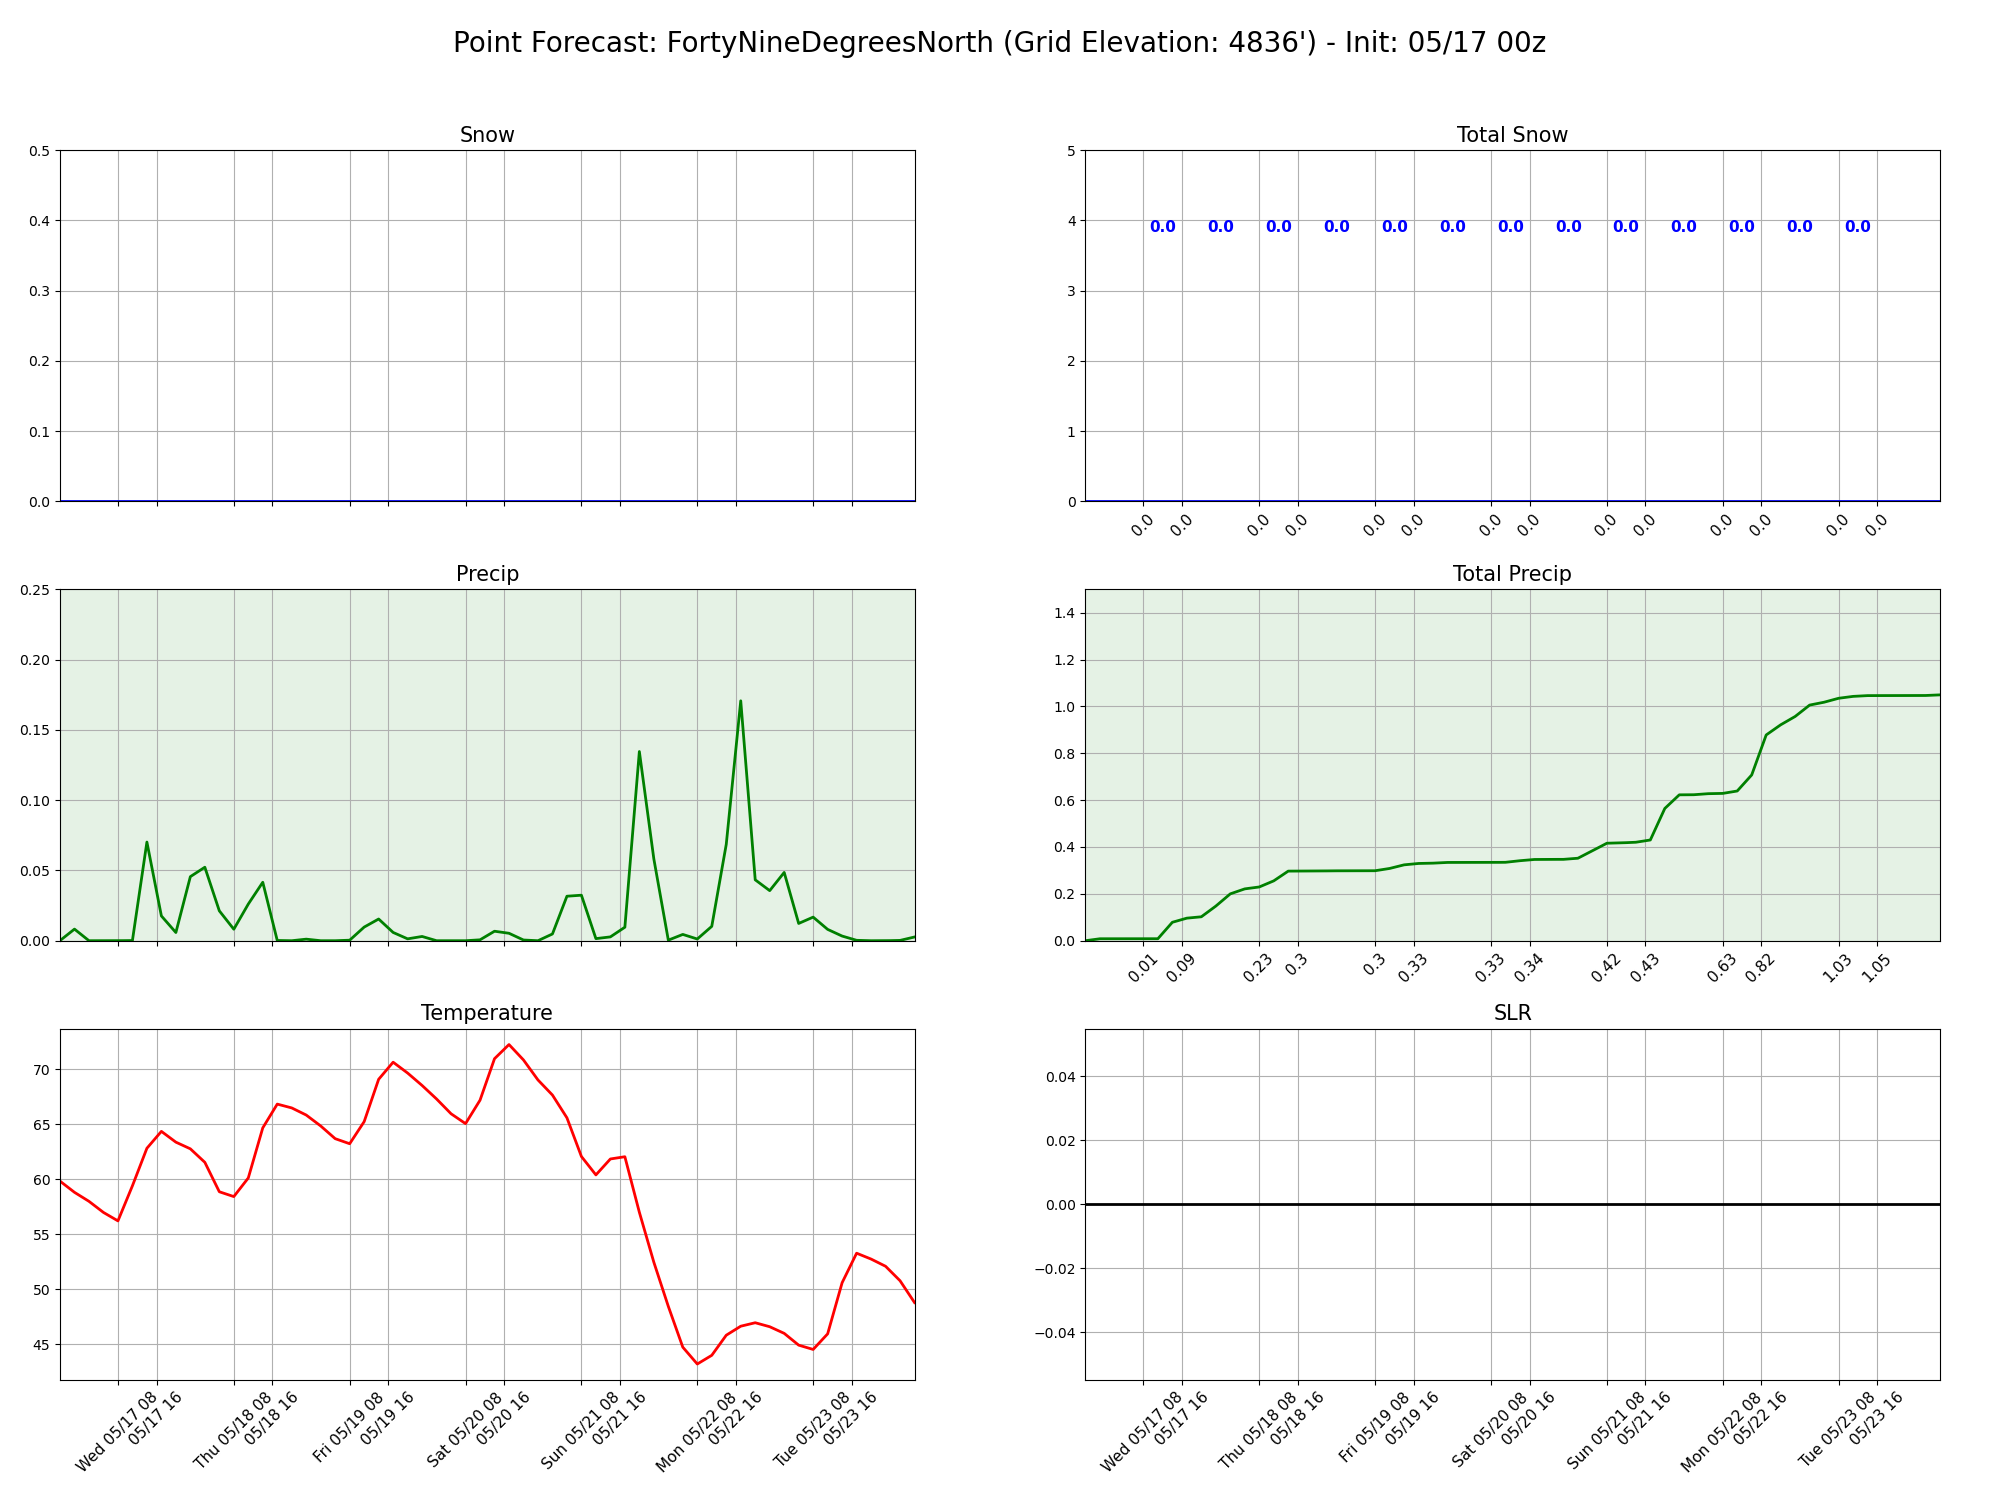 Point Forecast: FortyNineDegreesNorth (Grid Elevation: 4836') - Init: 05/17 00z
Snow
0.5
0.4
0.3
0.2
0.1
0.0
Total Snow
5
4
3
2
1
0
0.0 0.0 0.0 0.0 0.0 0.0 0.0 0.0 0.0 0.0 0.0 0.0 0.0
0.0 0.0 0.0 0.0 0.0 0.0 0.0 0.0 0.0 0.0 0.0 0.0 0.0 0.0
Precip
0.25
0.20
0.15
0.10
0.05
0.00
Total Precip
1.4
1.2
1.0
0.8
0.6
0.4
0.2
0.0
0.01 0.09 0.23 0.3 0.3 0.33 0.33 0.34 0.42 0.43 0.63 0.82 1.03 1.05
Temperature
70
65
60
55
50
45
Wed 05/17 08
05/17 16
Thu 05/18 08
05/18 16
Fri 05/19 08
05/19 16
Sat 05/20 08
05/20 16
Sun 05/21 08
05/21 16
Mon 05/22 08
05/22 16
Tue 05/23 08
05/23 16
SLR
0.04
0.02
0.00
−0.02
−0.04
Wed 05/17 08
05/17 16
Thu 05/18 08
05/18 16
Fri 05/19 08
05/19 16
Sat 05/20 08
05/20 16
Sun 05/21 08
05/21 16
Mon 05/22 08
05/22 16
Tue 05/23 08
05/23 16